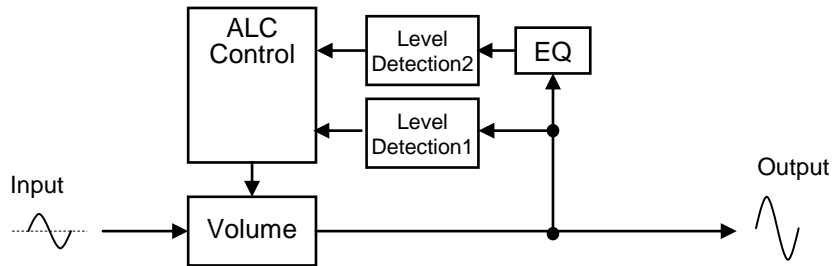 ALC
Control
Level
Detection2
EQ
Level
Detection1
Input
Volume
Output